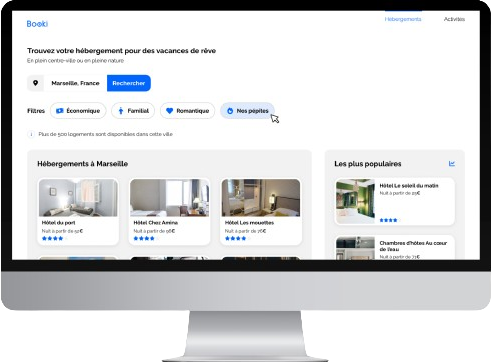 Booki
Hébergements
Activités
Trouvez votre hébergement pour des vacances de rêve
En plein centre-ville ou en pleine nature
Marseille, France
Rechercher
Filtres
Économique
Familial
Romantique
Nos pépites
Plus de 500 logements sont disponibles dans cette ville
Hébergements à Marseille
Hôtel du port
Nuit à partir de 52€
Hôtel Chez Amina
Nuit à partir de 96€
Hôtel Les mouettes
Nuit à partir de 76€
Les plus populaires
Hôtel Le soleil du matin
Nuit à partir de
Chambres d'hôtes Au cœur
de l'eau
Nuit à partir de 71€